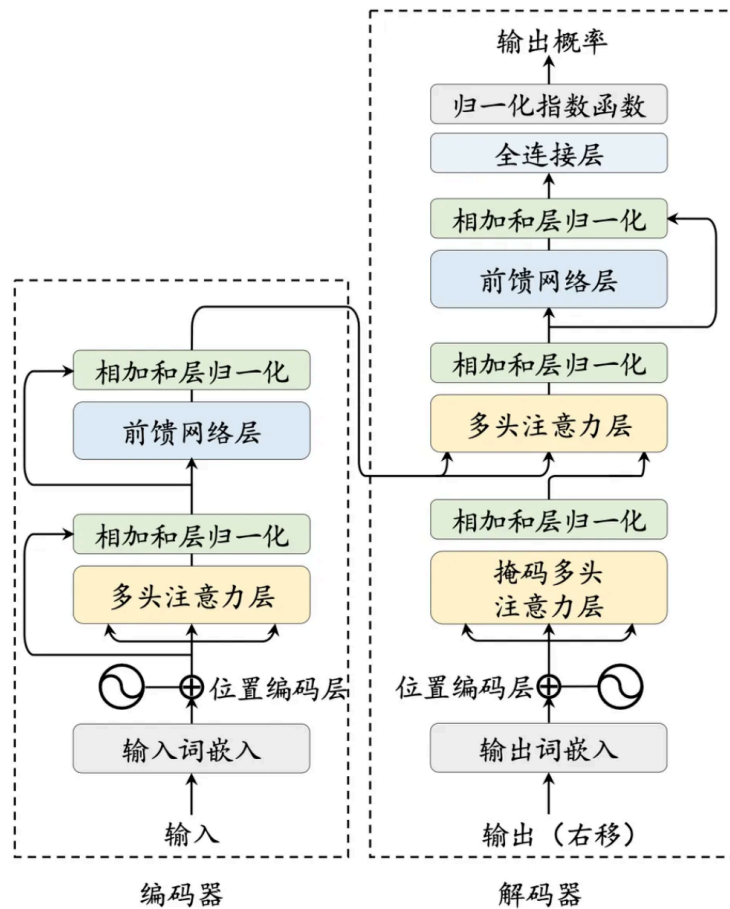 输出概率
归一化指数函数
全连接层
相加和层归一化
前馈网络层
相加和层归一化
多头注意力层
相加和层归一化
掩码多头
注意力层
位置编码层
输出词嵌入
输出（右移）
解码器
相加和层归一化
前馈网络层
相加和层归一化
多头注意力层
位置编码层
输入词嵌入
输入
编码器